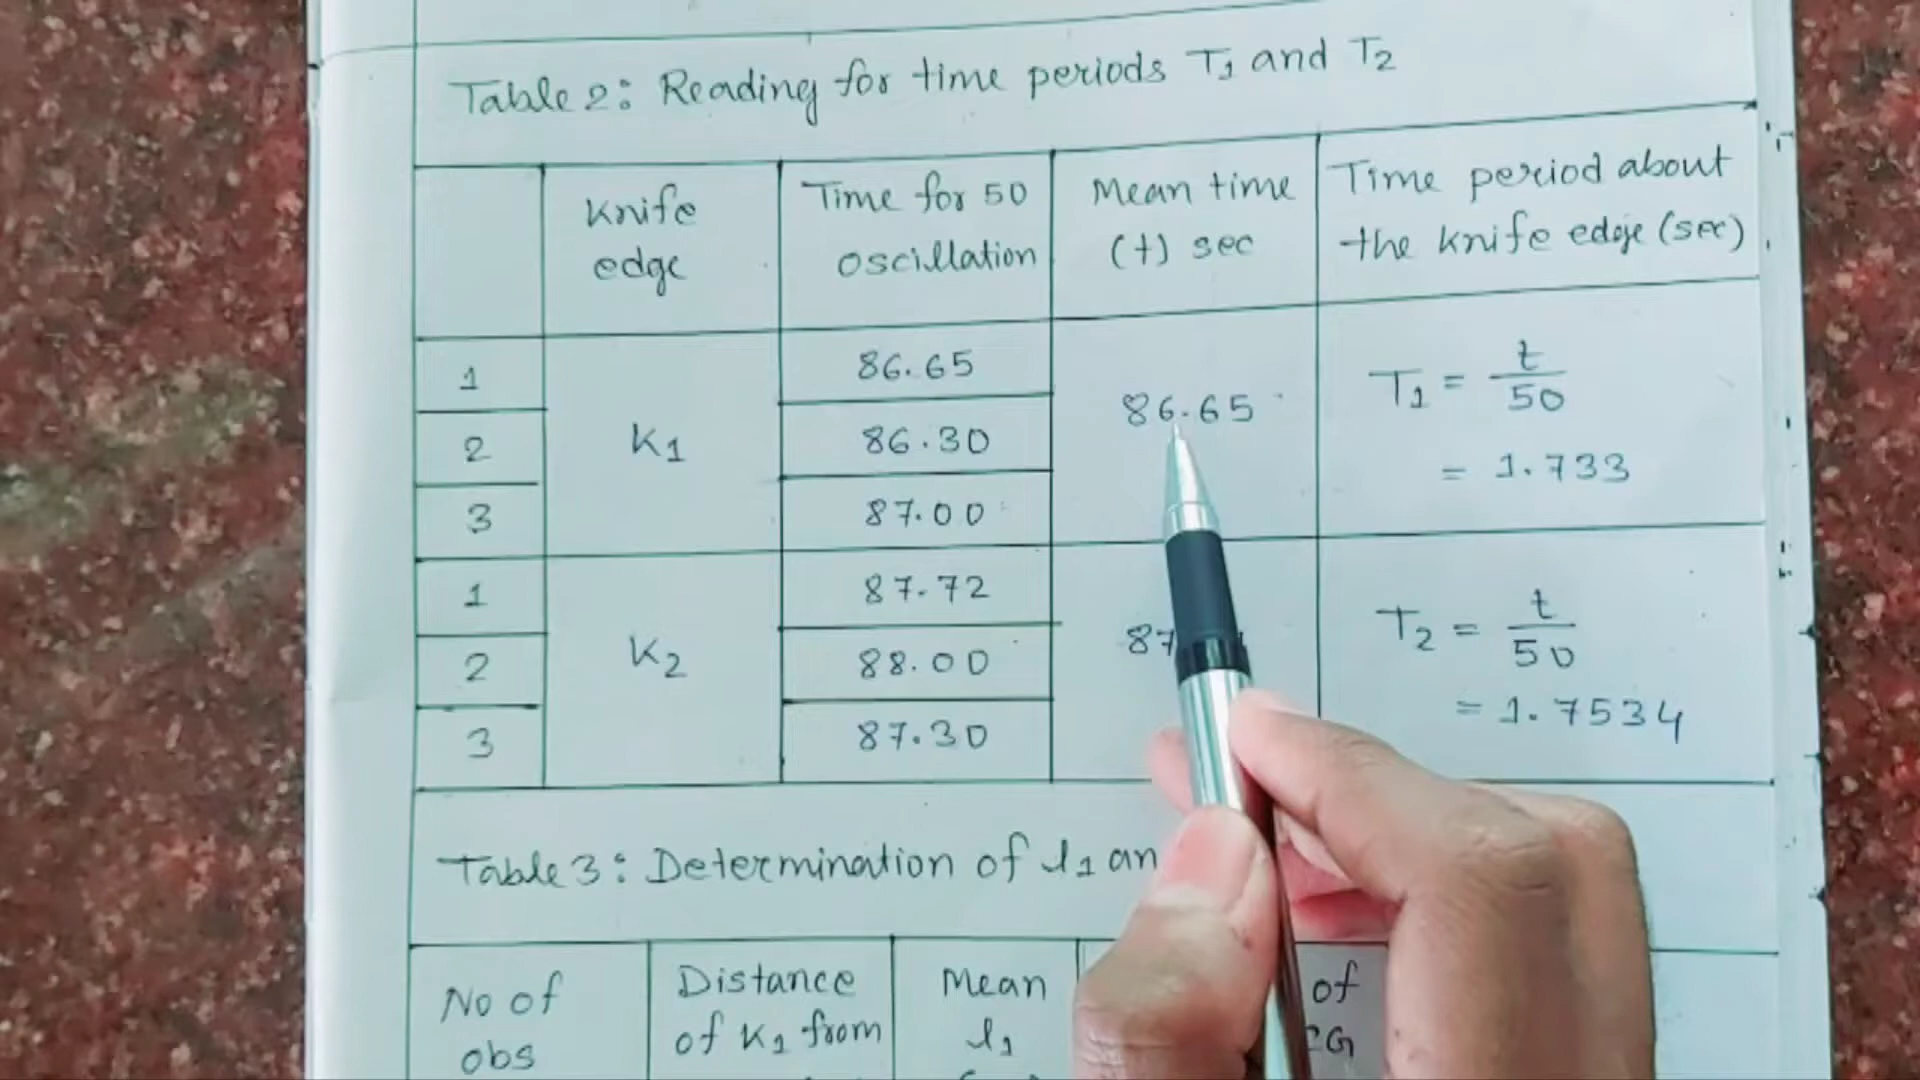 Table 2: Reading for time periods T1 and T2
Knife edge
Time for 50 oscillation
Mean time (t) sec
Time period about the knife edge (sec)
1
K1
86.65
86.65
T1 = t/50
2
86.30
= 1.733
3
87.00
1
K2
87.72
T2 = t/50
2
88.00
= 1.7534
3
87.30
Table 3: Determination of l1
No of obs
Distance of K1 from
Mean l1
of
CG